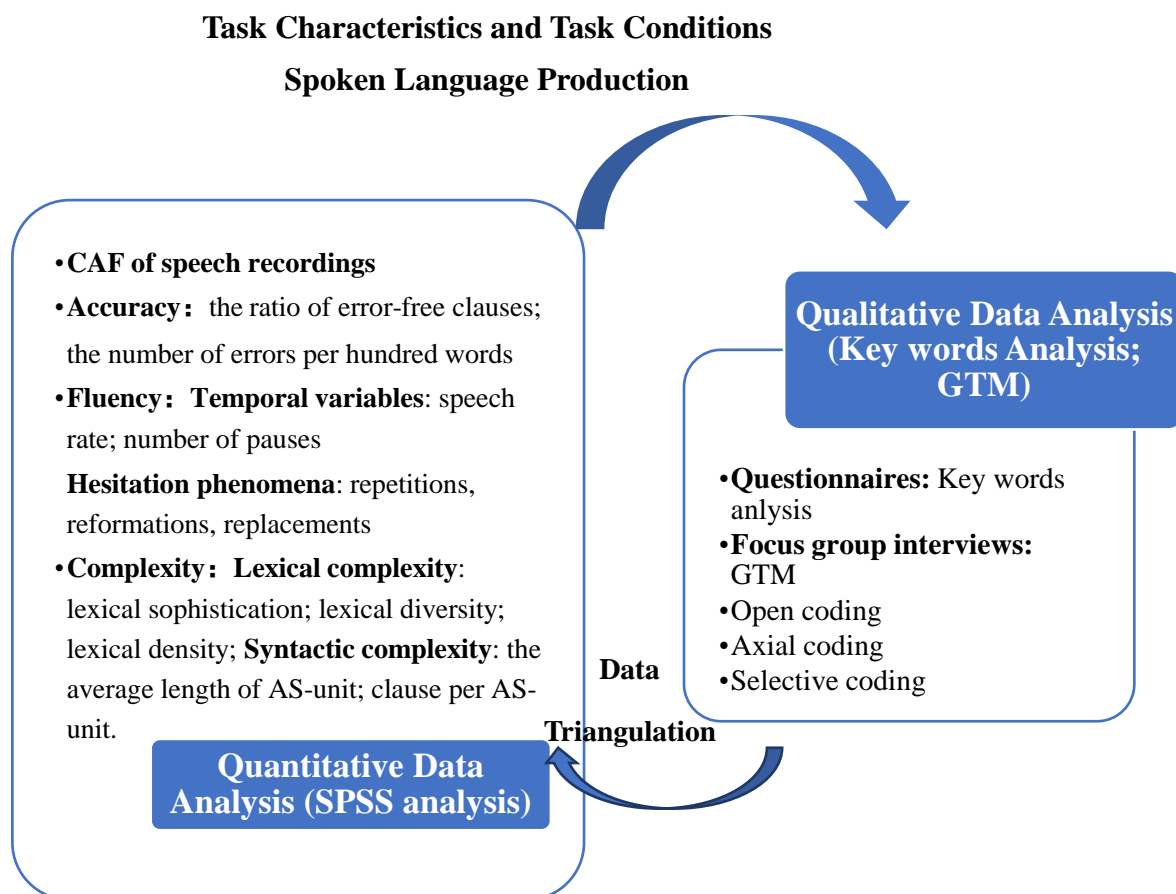 Task Characteristics and Task Conditions
Spoken Language Production
•CAF of speech recordings
•Accuracy：the ratio of error-free clauses;
the number of errors per hundred words
•Fluency：Temporal variables: speech
rate; number of pauses
Hesitation phenomena: repetitions,
reformations, replacements
•Complexity：Lexical complexity:
lexical sophistication; lexical diversity;
lexical density; Syntactic complexity: the
average length of AS-unit; clause per AS-
unit.
Quantitative Data
Analysis (SPSS analysis)
Data
Triangulation
Qualitative Data Analysis
(Key words Analysis;
GTM)
•Questionnaires: Key words
anlysis
•Focus group interviews:
GTM
•Open coding
•Axial coding
•Selective coding